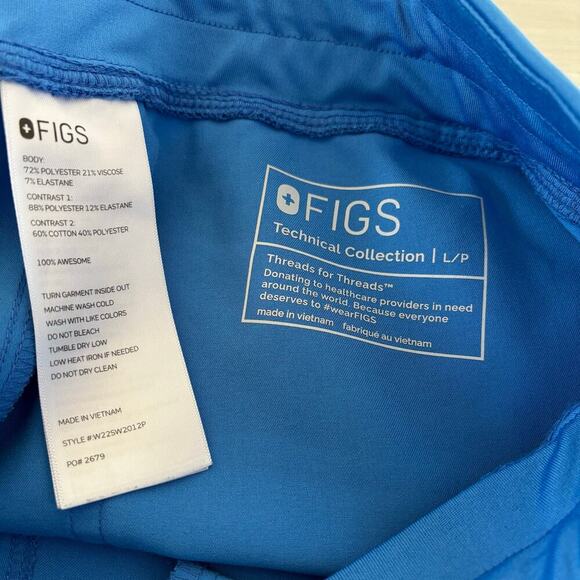 FIGS
BODY:
72% POLYESTER 21% VISCOSE
7% ELASTANE
CONTRAST 1:
88% POLYESTER 12% ELASTANE
CONTRAST 2:
60% COTTON 40% POLYESTER
100% AWESOME
TURN GARMENT INSIDE OUT
MACHINE WASH COLD
WASH WITH LIKE COLORS
DO NOT BLEACH
TUMBLE DRY LOW
LOW HEAT IRON IF NEEDED
DO NOT DRY CLEAN
MADE IN VIETNAM
STYLE #:W22SW2012P
PO# 2679
FIGS
Technical Collection | L/P
Threads for Threads™
Donating to healthcare providers in need
around the world. Because everyone
deserves to #wearFIGS
made in vietnam fabriqué au vietnam